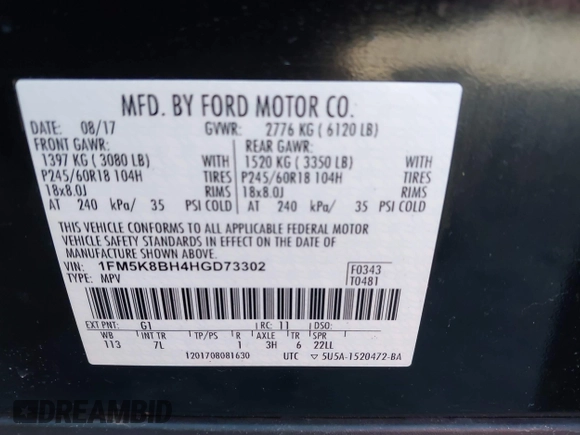 MFD. BY FORD MOTOR CO.
DATE: 08/17 GVWR: 2776 KG ( 6120 LB)
FRONT GAWR: REAR GAWR:
1397 KG ( 3080 LB) WITH 1520 KG ( 3350 LB) WITH
P245/60R18 104H TIRES P245/60R18 104H TIRES
18x8.0J RIMS 18x8.0J RIMS
AT 240 kPa/ 35 PSI COLD AT 240 kPa/ 35 PSI COLD
THIS VEHICLE CONFORMS TO ALL APPLICABLE FEDERAL MOTOR
VEHICLE SAFETY STANDARDS IN EFFECT ON THE DATE OF
MANUFACTURE SHOWN ABOVE.
VIN: 1FM5K8BH4HGD73302 F0343
TYPE: MPV T0481
EXT PNT: G1 RC: 11 DSO:
WB INT TR TP/PS R AXLE TR SPR
113 7L 1 3H 6 22LL
1201708081630 UTC ▽ 5U5A-1520472-BA
DREAMBID